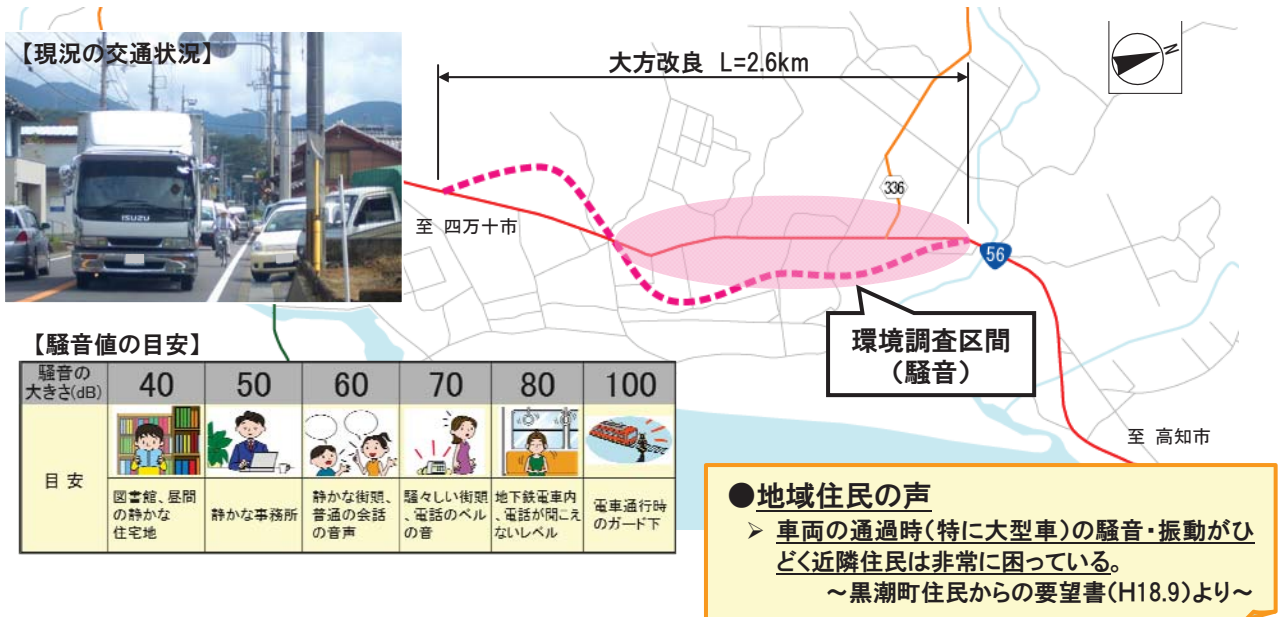 【現況の交通状況】
ISUZU
大方改良 L=2.6km
N
336
至 四万十市
56
環境調査区間
(騒音)
至 高知市
【騒音値の目安】
騒音の
大きさ(dB)
40
50
60
70
80
100
目 安
図書館、昼間
の静かな
住宅地
静かな事務所
静かな街頭、
普通の会話
の音声
騒々しい街頭
、電話のベル
の音
地下鉄電車内
、電話が聞こえ
ないレベル
電車通行時
のガード下
●地域住民の声
➢ 車両の通過時(特に大型車)の騒音・振動がひ
どく近隣住民は非常に困っている。
～黒潮町住民からの要望書(H18.9)より～